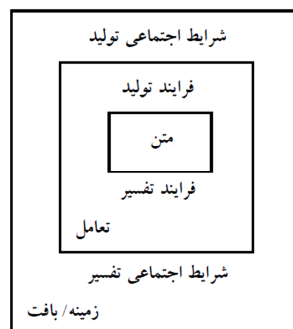 شرایط اجتماعی تولید
فرایند تولید
متن
فرایند تفسیر
تعامل
شرایط اجتماعی تفسیر
زمینه/ بافت